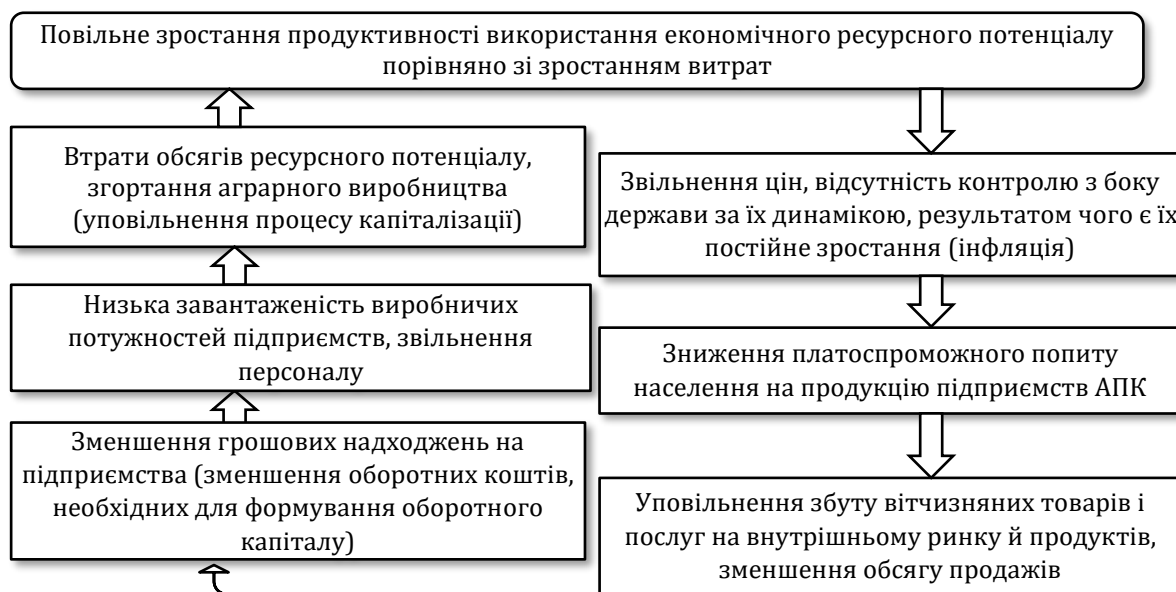 Повільне зростання продуктивності використання економічного ресурсного потенціалу
порівняно зі зростанням витрат
Втрати обсягів ресурсного потенціалу,
згортання аграрного виробництва
(уповільнення процесу капіталізації)
Звільнення цін, відсутність контролю з боку
держави за їх динамікою, результатом чого є їх
постійне зростання (інфляція)
Низька завантаженість виробничих
потужностей підприємств, звільнення
персоналу
Зниження платоспроможного попиту
населення на продукцію підприємств АПК
Зменшення грошових надходжень на
підприємства (зменшення оборотних коштів,
необхідних для формування оборотного
капіталу)
Уповільнення збуту вітчизняних товарів і
послуг на внутрішньому ринку й продуктів,
зменшення обсягу продажів